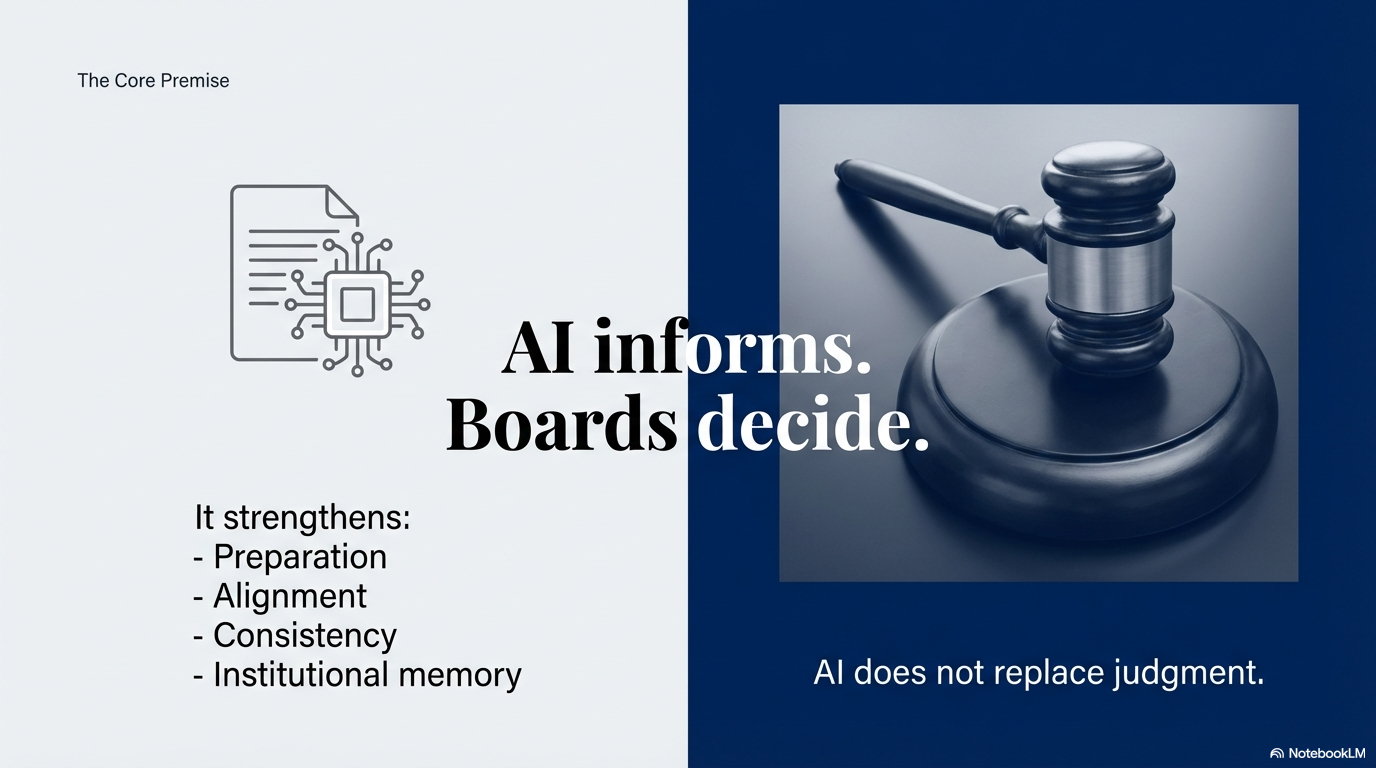 The Core Premise
AI informs.
Boards decide.
It strengthens:
- Preparation
- Alignment
- Consistency
- Institutional memory
AI does not replace judgment.
NotebookLM